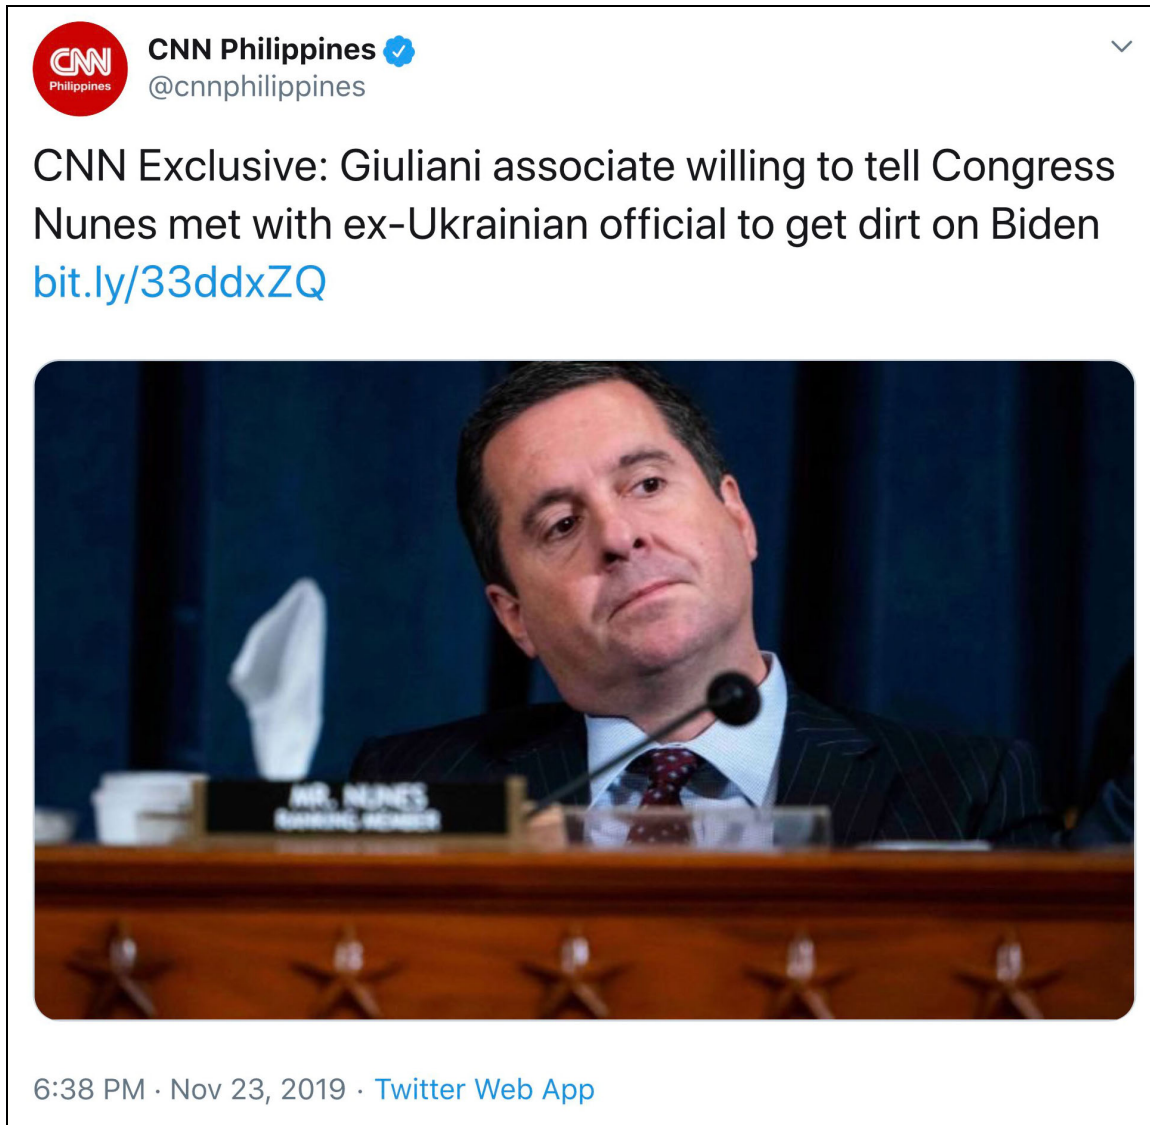 CNN
Philippines
CNN Philippines
@cnnphilippines
CNN Exclusive: Giuliani associate willing to tell Congress
Nunes met with ex-Ukrainian official to get dirt on Biden
bit.ly/33ddxZQ
MR. NUNES
RANKING MEMBER
6:38 PM · Nov 23, 2019 · Twitter Web App